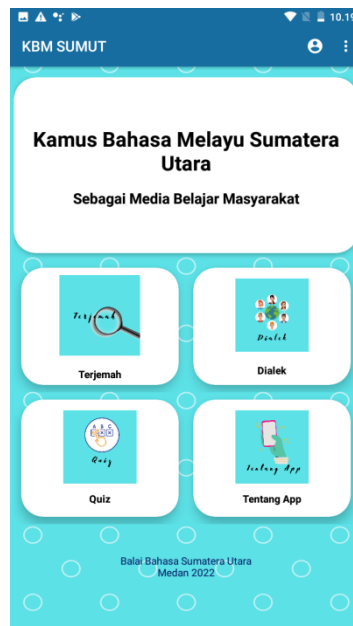 10.19
KBM SUMUT
Kamus Bahasa Melayu Sumatera
Utara
Sebagai Media Belajar Masyarakat
Terjemah
Terjemah
Dialek
Dialek
A B C
Quiz
Quiz
Tentang App
Tentang App
Balai Bahasa Sumatera Utara
Medan 2022